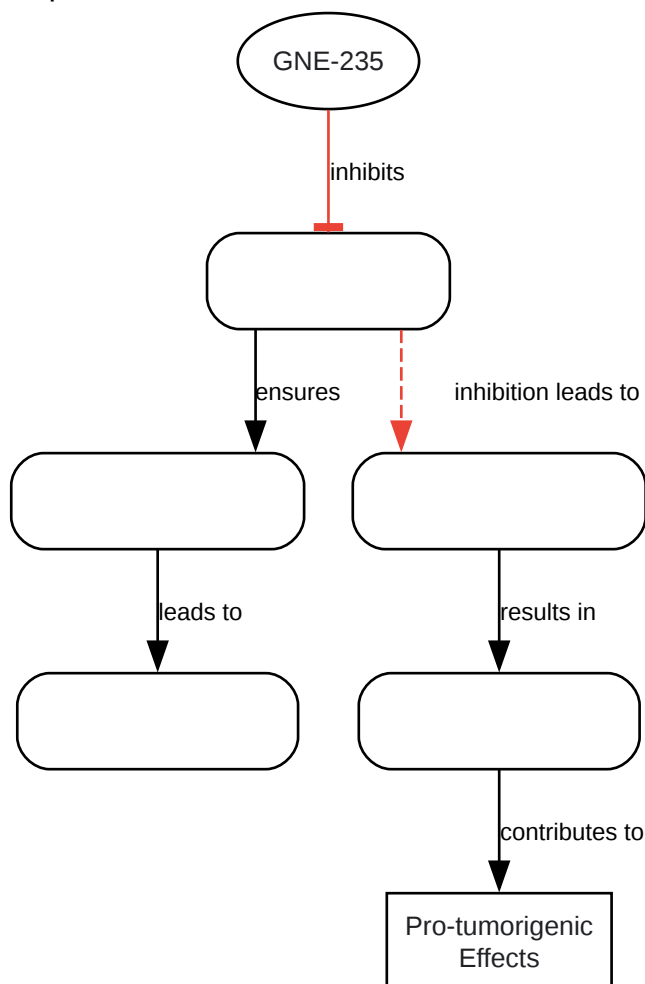 GNE-235
inhibits
ensures
inhibition leads to
leads to
results in
contributes to
Pro-tumorigenic
Effects